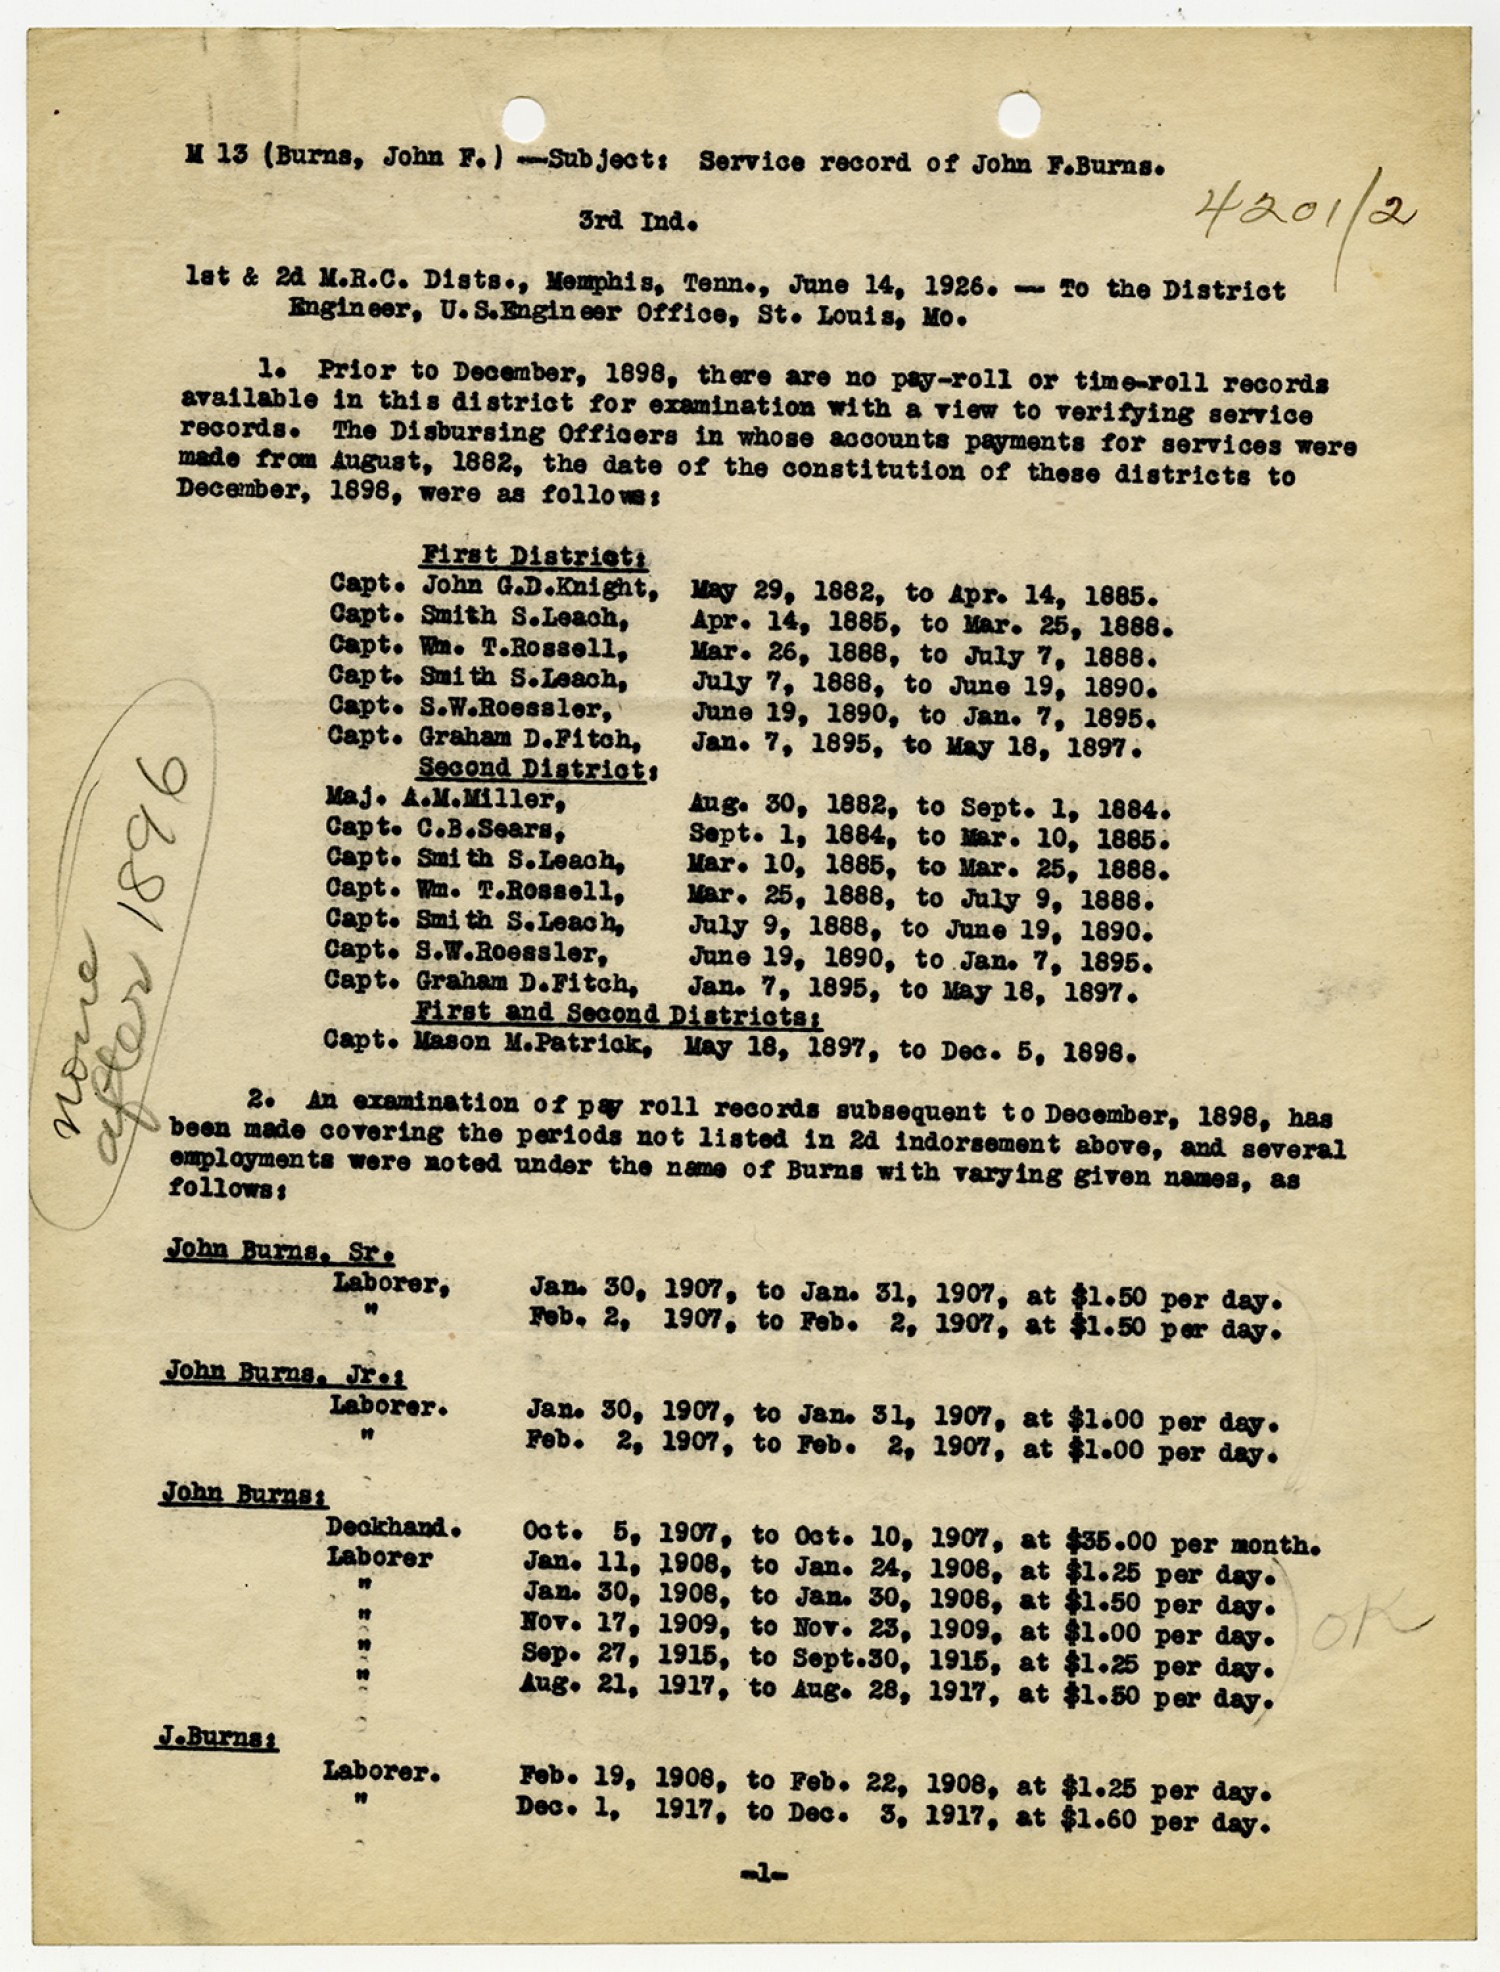 M 13 (Burns, John F.) —Subject: Service record of John F.Burns.
4201/2
3rd Ind.
1st & 2d M.R.C. Dists., Memphis, Tenn., June 14, 1926. — To the District
Engineer, U.S.Engineer Office, St. Louis, Mo.
1. Prior to December, 1898, there are no pay-roll or time-roll records
available in this district for examination with a view to verifying service
records. The Disbursing Officers in whose accounts payments for services were
made from August, 1882, the date of the constitution of these districts to
December, 1898, were as follows:
First District:
Capt. John G.D.Knight, May 29, 1882, to Apr. 14, 1885.
Capt. Smith S.Leach, Apr. 14, 1885, to Mar. 25, 1888.
Capt. Wm. T.Rossell, Mar. 26, 1888, to July 7, 1888.
Capt. Smith S.Leach, July 7, 1888, to June 19, 1890.
Capt. S.W.Roessler, June 19, 1890, to Jan. 7, 1895.
Capt. Graham D.Fitch, Jan. 7, 1895, to May 18, 1897.
Second District:
Maj. A.M.Miller, Aug. 30, 1882, to Sept. 1, 1884.
Capt. C.B.Sears, Sept. 1, 1884, to Mar. 10, 1885.
Capt. Smith S.Leach, Mar. 10, 1885, to Mar. 25, 1888.
Capt. Wm. T.Rossell, Mar. 25, 1888, to July 9, 1888.
Capt. Smith S.Leach, July 9, 1888, to June 19, 1890.
Capt. S.W.Roessler, June 19, 1890, to Jan. 7, 1895.
Capt. Graham D.Fitch, Jan. 7, 1895, to May 18, 1897.
First and Second Districts:
Capt. Mason M.Patrick, May 18, 1897, to Dec. 5, 1898.
none
after 1896
2. An examination of pay roll records subsequent to December, 1898, has
been made covering the periods not listed in 2d indorsement above, and several
employments were noted under the name of Burns with varying given names, as
follows:
John Burns, Sr.
Laborer, Jan. 30, 1907, to Jan. 31, 1907, at $1.50 per day.
" Feb. 2, 1907, to Feb. 2, 1907, at $1.50 per day.
John Burns, Jr.:
Laborer. Jan. 30, 1907, to Jan. 31, 1907, at $1.00 per day.
" Feb. 2, 1907, to Feb. 2, 1907, at $1.00 per day.
John Burns:
Deckhand. Oct. 5, 1907, to Oct. 10, 1907, at $35.00 per month.
Laborer Jan. 11, 1908, to Jan. 24, 1908, at $1.25 per day.
" Jan. 30, 1908, to Jan. 30, 1908, at $1.50 per day.
" Nov. 17, 1909, to Nov. 23, 1909, at $1.00 per day.
" Sep. 27, 1915, to Sept.30, 1915, at $1.25 per day.
" Aug. 21, 1917, to Aug. 28, 1917, at $1.50 per day.
OK
J.Burns:
Laborer. Feb. 19, 1908, to Feb. 22, 1908, at $1.25 per day.
" Dec. 1, 1917, to Dec. 3, 1917, at $1.60 per day.
-1-